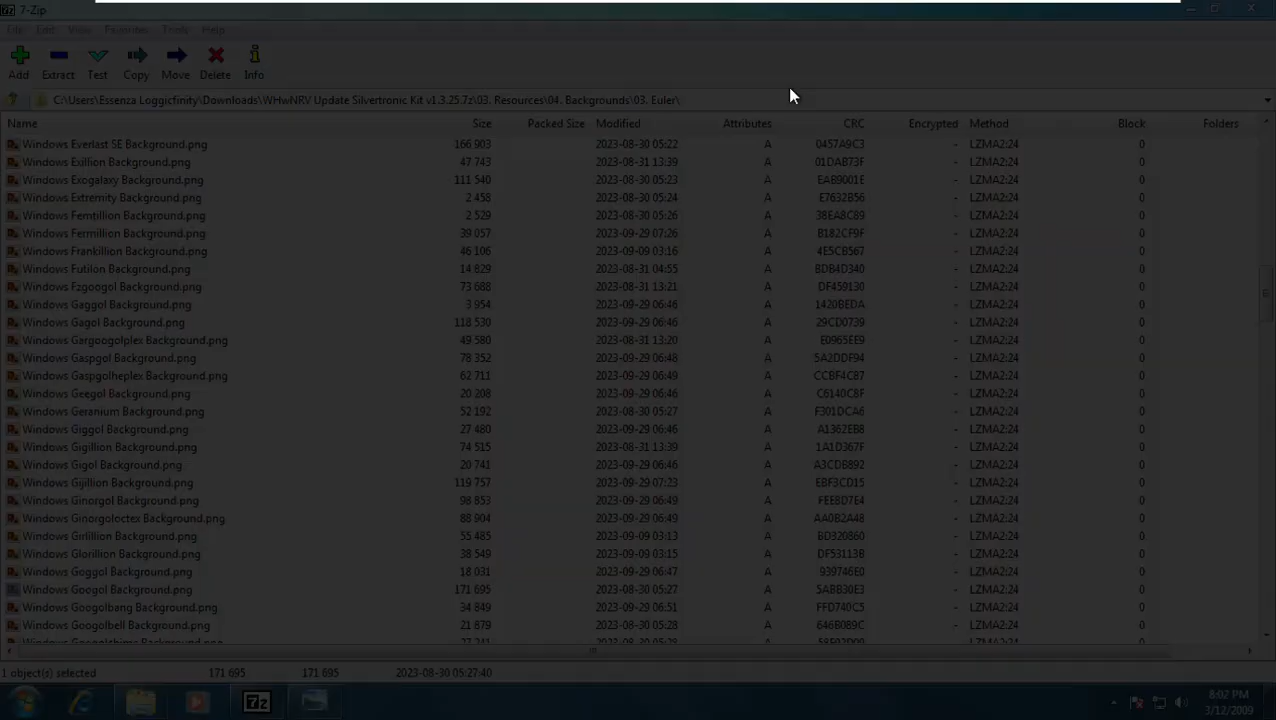 7-Zip
File Edit View Favorites Tools Help
Add Extract Test Copy Move Delete Info
C:\Users\Essenza Loggicfinity\Downloads\WHwNRV Update Silvertronic Kit v1.3.25.7z\03. Resources\04. Backgrounds\03. Euler\
Name Size Packed Size Modified Attributes CRC Encrypted Method Block Folders
Windows Everlast SE Background.png 166 903 2023-08-30 05:22 A 0457A9C3 - LZMA2:24 0
Windows Exillion Background.png 47 743 2023-08-31 13:39 A 01DAB73F - LZMA2:24 0
Windows Exogalaxy Background.png 111 540 2023-08-30 05:23 A EAB9001E - LZMA2:24 0
Windows Extremity Background.png 2 458 2023-08-30 05:24 A E7632B56 - LZMA2:24 0
Windows Femtillion Background.png 2 529 2023-08-30 05:26 A 38EA8C89 - LZMA2:24 0
Windows Fermillion Background.png 39 057 2023-09-29 07:26 A B182CF9F - LZMA2:24 0
Windows Frankillion Background.png 46 106 2023-09-09 03:16 A 4E5CB567 - LZMA2:24 0
Windows Futilon Background.png 14 829 2023-08-31 04:55 A BDB4D340 - LZMA2:24 0
Windows Fzgoogol Background.png 73 688 2023-08-31 13:21 A DF459130 - LZMA2:24 0
Windows Gaggol Background.png 3 954 2023-09-29 06:46 A 1420BEDA - LZMA2:24 0
Windows Gagol Background.png 118 530 2023-09-29 06:46 A 29CD0739 - LZMA2:24 0
Windows Gargoogolplex Background.png 49 580 2023-08-31 13:20 A E0965EE9 - LZMA2:24 0
Windows Gaspgol Background.png 78 352 2023-09-29 06:48 A 5A2DDF94 - LZMA2:24 0
Windows Gaspgolheplex Background.png 62 711 2023-09-29 06:49 A CCBF4C87 - LZMA2:24 0
Windows Geegol Background.png 20 208 2023-09-29 06:46 A C6140C8F - LZMA2:24 0
Windows Geranium Background.png 52 192 2023-08-30 05:27 A F301DCA6 - LZMA2:24 0
Windows Giggol Background.png 27 480 2023-09-29 06:46 A A1362EB8 - LZMA2:24 0
Windows Gigillion Background.png 74 515 2023-08-31 13:39 A 1A1D367F - LZMA2:24 0
Windows Gigol Background.png 20 741 2023-09-29 06:46 A A3CDB892 - LZMA2:24 0
Windows Gijillion Background.png 119 757 2023-09-29 07:23 A EBF3CD15 - LZMA2:24 0
Windows Ginorgol Background.png 98 853 2023-09-29 06:49 A FEE8D7E4 - LZMA2:24 0
Windows Ginorgoloctex Background.png 88 904 2023-09-29 06:49 A AA0B2A48 - LZMA2:24 0
Windows Girlillion Background.png 55 485 2023-09-09 03:13 A BD320860 - LZMA2:24 0
Windows Glorillion Background.png 38 549 2023-09-09 03:15 A DF53113B - LZMA2:24 0
Windows Goggol Background.png 18 031 2023-09-29 06:47 A 939746E0 - LZMA2:24 0
Windows Googol Background.png 171 695 2023-08-30 05:27 A 5ABB30E3 - LZMA2:24 0
Windows Googolbang Background.png 34 849 2023-09-29 06:51 A FFD740C5 - LZMA2:24 0
Windows Googolbell Background.png 21 879 2023-08-30 05:28 A 646B089C - LZMA2:24 0
1 object(s) selected 171 695 171 695 2023-08-30 05:27:40
8:02 PM
3/12/2009